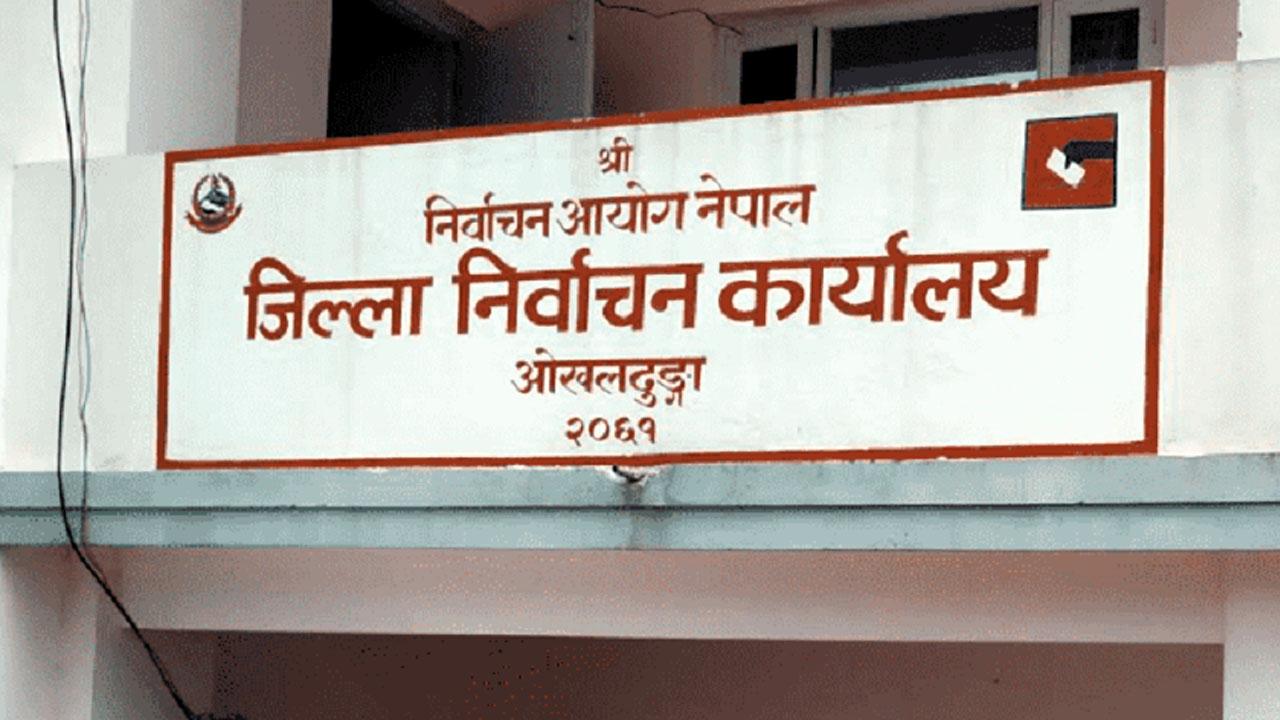 श्री
निर्वाचन आयोग नेपाल
जिल्ला निर्वाचन कार्यालय
ओखलढुङ्गा
२०६१